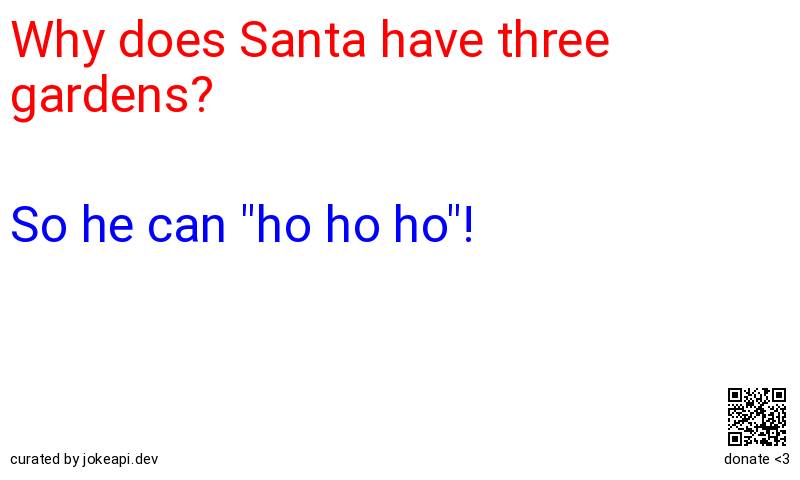 Why does Santa have three
gardens?
So he can "ho ho ho"!
curated by jokeapi.dev
donate <3